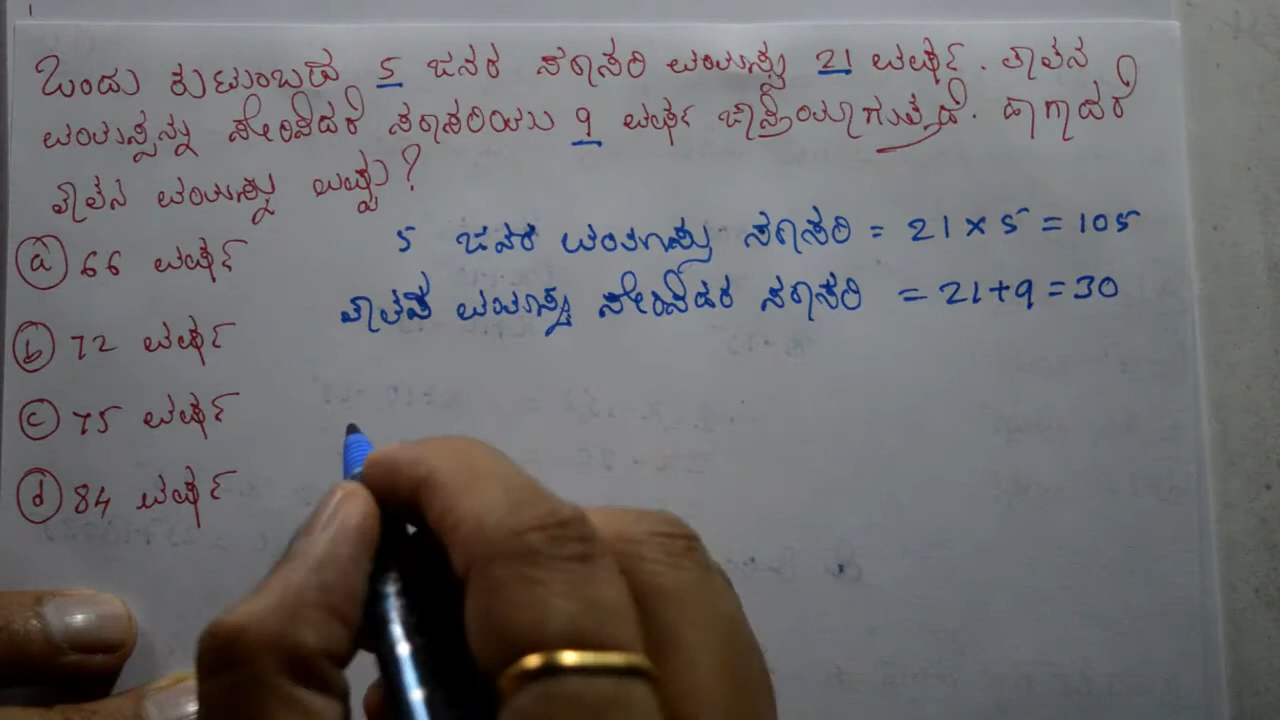 ಒಂದು ಕುಟುಂಬದ 5 ಜನರ ಸರಾಸರಿ ವಯಸ್ಸು 21 ವರ್ಷ. ತಾತನ
ವಯಸ್ಸನ್ನು ಸೇರಿಸಿದರೆ ಸರಾಸರಿಯು 9 ವರ್ಷ ಜಾಸ್ತಿಯಾಗುತ್ತದೆ. ಹಾಗಾದರೆ
ತಾತನ ವಯಸ್ಸು ಎಷ್ಟು?
5 ಜನರ ವಯಸ್ಸು ಸರಾಸರಿ = 21 × 5 = 105
a 66 ವರ್ಷ
ತಾತನ ವಯಸ್ಸು ಸೇರಿಸಿದರ ಸರಾಸರಿ = 21+9 = 30
b 72 ವರ್ಷ
c 75 ವರ್ಷ
d 84 ವರ್ಷ